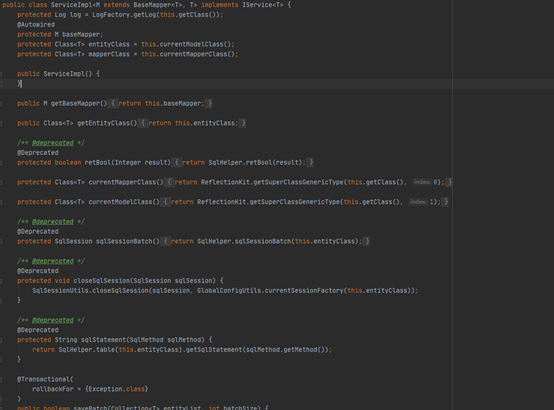 public class ServiceImpl<M extends BaseMapper<T>, T> implements IService<T> {
protected Log log = LogFactory.getLog(this.getClass());
@Autowired
protected M baseMapper;
protected Class<T> entityClass = this.currentModelClass();
protected Class<T> mapperClass = this.currentMapperClass();
public ServiceImpl() {
}
public M getBaseMapper() { return this.baseMapper; }
public Class<T> getEntityClass() { return this.entityClass; }
/** @deprecated */
@Deprecated
protected boolean retBool(Integer result) { return SqlHelper.retBool(result); }
protected Class<T> currentMapperClass() { return ReflectionKit.getSuperClassGenericType(this.getClass(), index: 0); }
protected Class<T> currentModelClass() { return ReflectionKit.getSuperClassGenericType(this.getClass(), index: 1); }
/** @deprecated */
@Deprecated
protected SqlSession sqlSessionBatch() { return SqlHelper.sqlSessionBatch(this.entityClass); }
/** @deprecated */
@Deprecated
protected void closeSqlSession(SqlSession sqlSession) {
SqlSessionUtils.closeSqlSession(sqlSession, GlobalConfigUtils.currentSessionFactory(this.entityClass));
}
/** @deprecated */
@Deprecated
protected String sqlStatement(SqlMethod sqlMethod) {
return SqlHelper.table(this.entityClass).getSqlStatement(sqlMethod.getMethod());
}
@Transactional(
rollbackFor = {Exception.class}
)
public boolean saveBatch(Collection<T> entityList, int batchSize) {